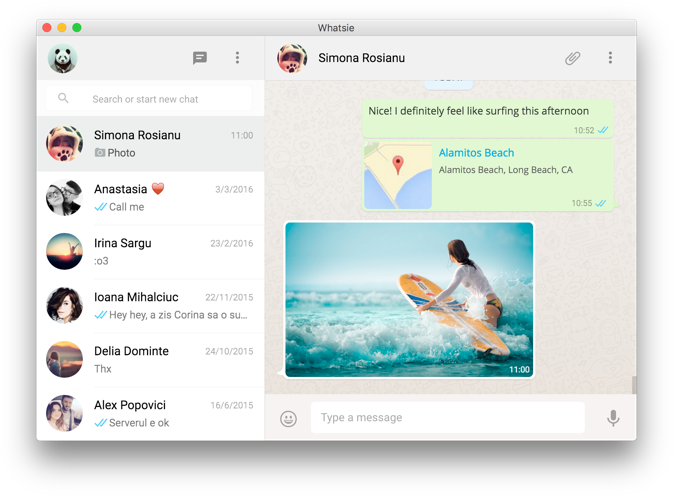 Whatsie
Simona Rosianu
Search or start new chat
Simona Rosianu 11:00
Photo
Anastasia ❤️ 3/3/2016
Call me
Irina Sargu 23/2/2016
:o3
Ioana Mihalciuc 22/11/2015
Hey hey, a zis Corina sa o su...
Delia Dominte 24/10/2015
Thx
Alex Popovici 16/6/2015
Serverul e ok
Nice! I definitely feel like surfing this afternoon
10:52
Alamitos Beach
Alamitos Beach, Long Beach, CA
10:55
11:00
Type a message